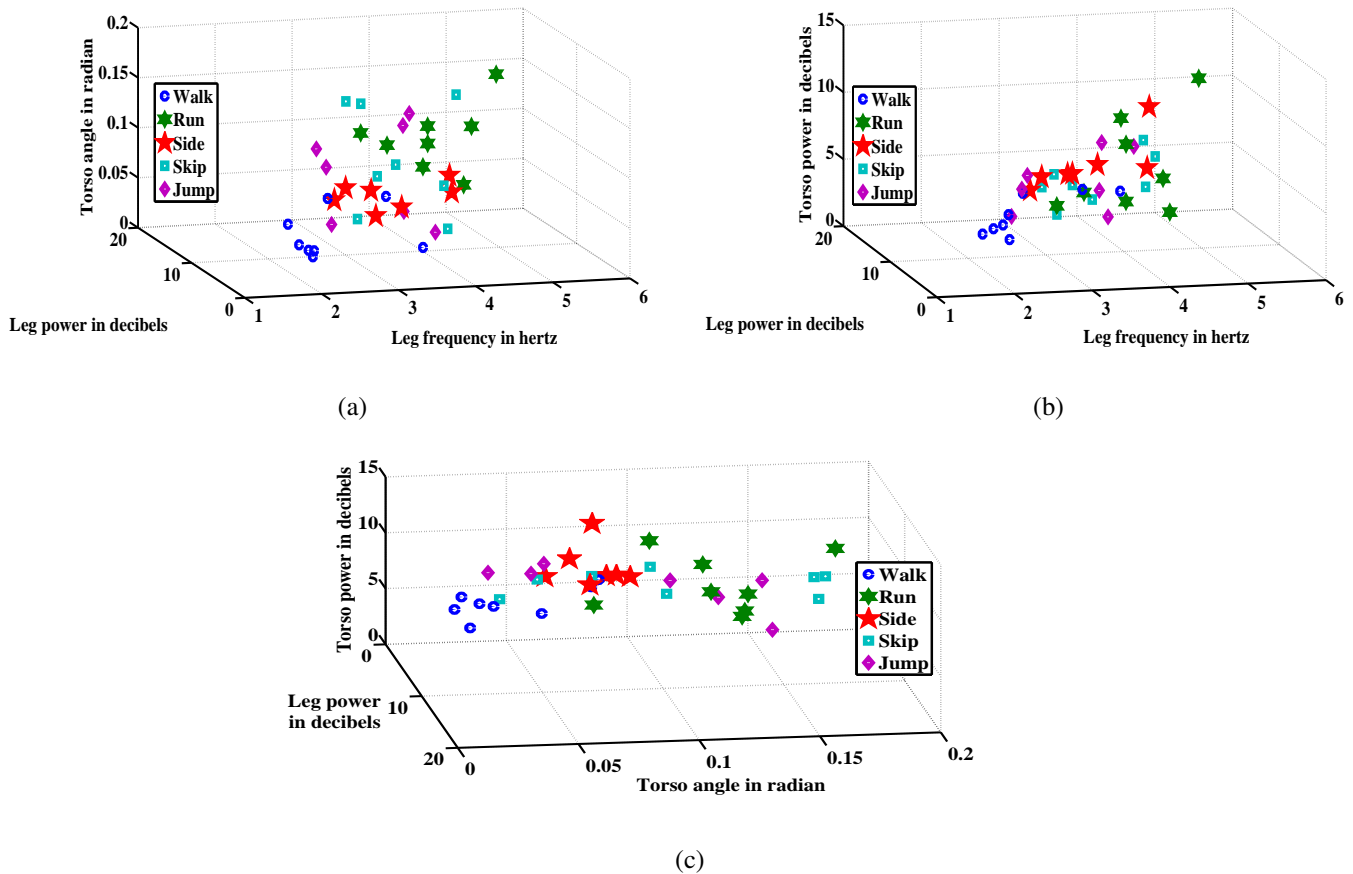 0.2
0.15
0.1
0.05
0
Torso angle in radian
Walk
Run
Side
Skip
Jump
20
10
0
Leg power in decibels
1
2
3
4
5
6
Leg frequency in hertz
(a)
15
10
5
0
Torso power in decibels
Walk
Run
Side
Skip
Jump
20
10
0
Leg power in decibels
1
2
3
4
5
6
Leg frequency in hertz
(b)
15
10
5
0
Torso power in decibels
Walk
Run
Side
Skip
Jump
0
10
20
Leg power
in decibels
0
0.05
0.1
0.15
0.2
Torso angle in radian
(c)